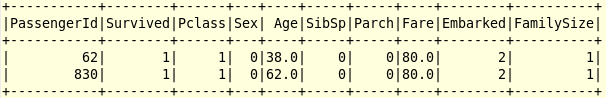 +-----------+--------+------+---+----+-----+-----+----+--------+----------+
|PassengerId|Survived|Pclass|Sex| Age|SibSp|Parch|Fare|Embarked|FamilySize|
+-----------+--------+------+---+----+-----+-----+----+--------+----------+
|         62|       1|     1|  0|38.0|    0|    0|80.0|       2|         1|
|        830|       1|     1|  0|62.0|    0|    0|80.0|       2|         1|
+-----------+--------+------+---+----+-----+-----+----+--------+----------+